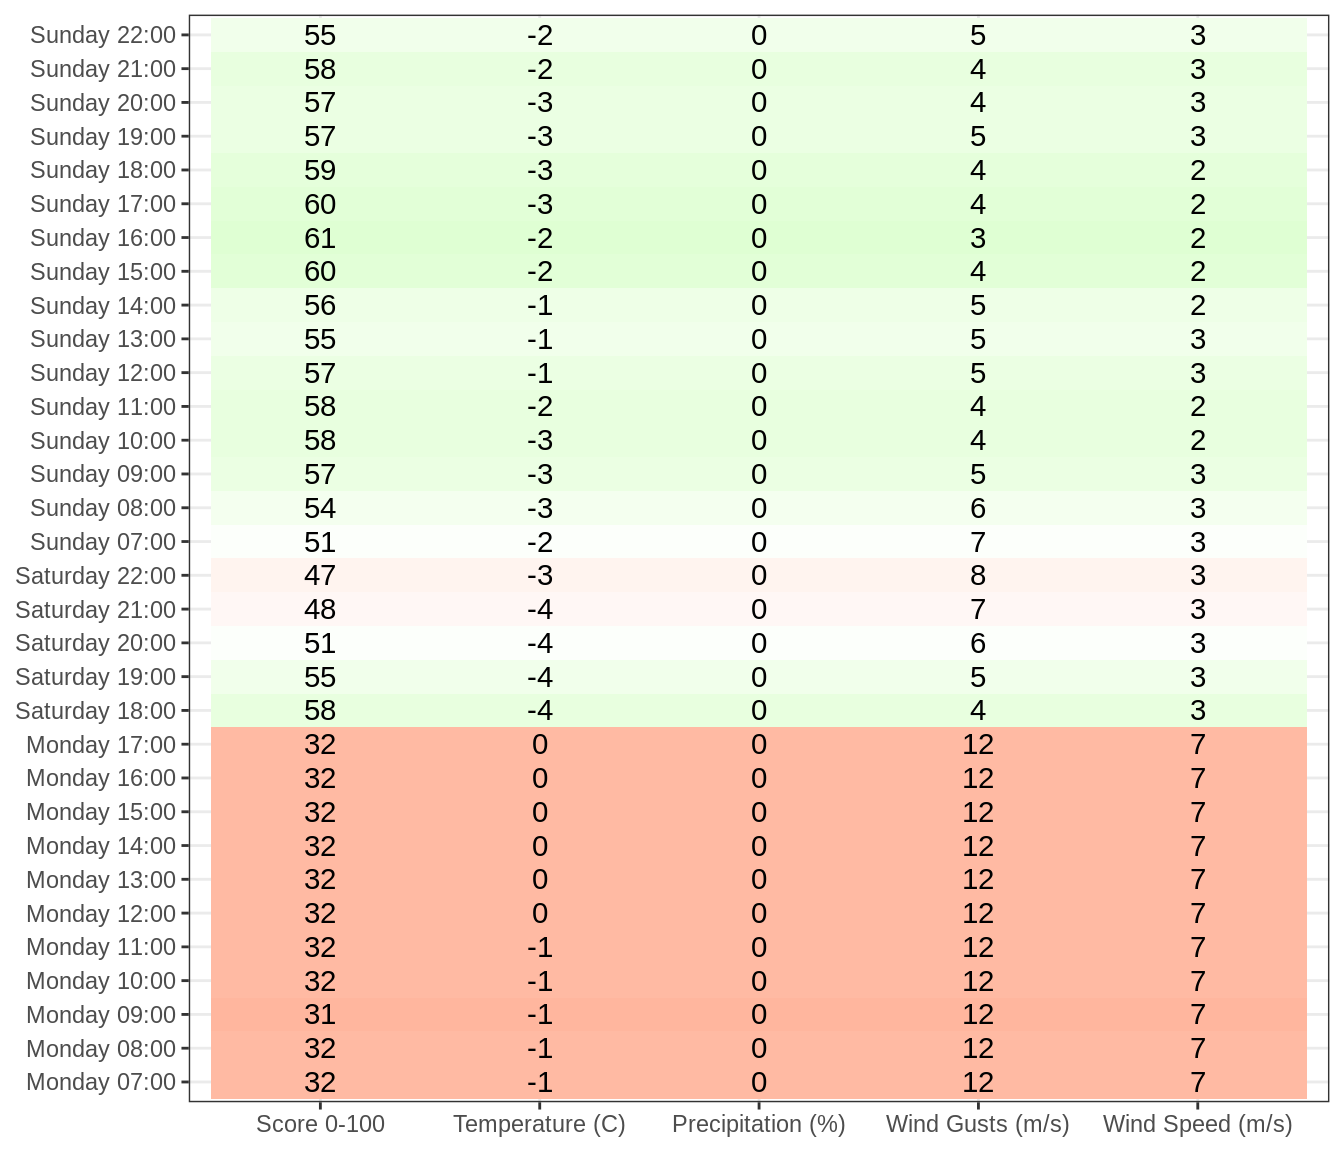 Sunday 22:00 55 -2 0 5 3
Sunday 21:00 58 -2 0 4 3
Sunday 20:00 57 -3 0 4 3
Sunday 19:00 57 -3 0 5 3
Sunday 18:00 59 -3 0 4 2
Sunday 17:00 60 -3 0 4 2
Sunday 16:00 61 -2 0 3 2
Sunday 15:00 60 -2 0 4 2
Sunday 14:00 56 -1 0 5 2
Sunday 13:00 55 -1 0 5 3
Sunday 12:00 57 -1 0 5 3
Sunday 11:00 58 -2 0 4 2
Sunday 10:00 58 -3 0 4 2
Sunday 09:00 57 -3 0 5 3
Sunday 08:00 54 -3 0 6 3
Sunday 07:00 51 -2 0 7 3
Saturday 22:00 47 -3 0 8 3
Saturday 21:00 48 -4 0 7 3
Saturday 20:00 51 -4 0 6 3
Saturday 19:00 55 -4 0 5 3
Saturday 18:00 58 -4 0 4 3
Monday 17:00 32 0 0 12 7
Monday 16:00 32 0 0 12 7
Monday 15:00 32 0 0 12 7
Monday 14:00 32 0 0 12 7
Monday 13:00 32 0 0 12 7
Monday 12:00 32 0 0 12 7
Monday 11:00 32 -1 0 12 7
Monday 10:00 32 -1 0 12 7
Monday 09:00 31 -1 0 12 7
Monday 08:00 32 -1 0 12 7
Monday 07:00 32 -1 0 12 7
Score 0-100 Temperature (C) Precipitation (%) Wind Gusts (m/s) Wind Speed (m/s)